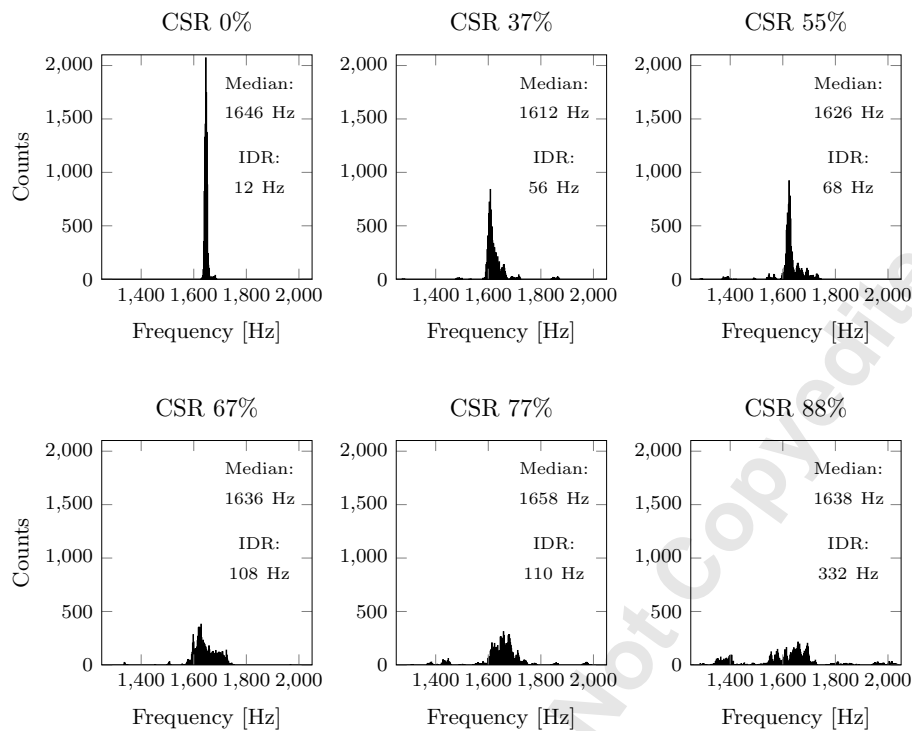 CSR 0% CSR 37% CSR 55%
2,000 2,000 2,000
Median: Median: Median:
1646 Hz 1612 Hz 1626 Hz
1,500 1,500 1,500
IDR: IDR: IDR:
12 Hz 56 Hz 68 Hz
1,000 1,000 1,000
Counts
500 500 500
0 0 0
1,400 1,600 1,800 2,000 1,400 1,600 1,800 2,000 1,400 1,600 1,800 2,000
Frequency [Hz] Frequency [Hz] Frequency [Hz]
CSR 67% CSR 77% CSR 88%
2,000 2,000 2,000
Median: Median: Median:
1636 Hz 1658 Hz 1638 Hz
1,500 1,500 1,500
IDR: IDR: IDR:
108 Hz 110 Hz 332 Hz
1,000 1,000 1,000
Counts
500 500 500
0 0 0
1,400 1,600 1,800 2,000 1,400 1,600 1,800 2,000 1,400 1,600 1,800 2,000
Frequency [Hz] Frequency [Hz] Frequency [Hz]
Not Copyedite